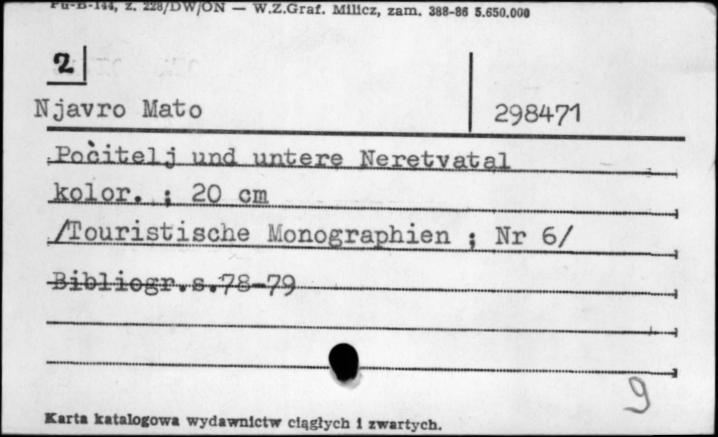 Pu-B-144, z. 228/DW/ON — W.Z.Graf. Milicz, zam. 388-86 5.650.000
2
Njavro Mato 298471
Počitelj und untere Neretvatal
kolor. ; 20 cm
/Touristische Monographien ; Nr 6/
Bibliogr.s.78-79
9
Karta katalogowa wydawnictw ciągłych i zwartych.